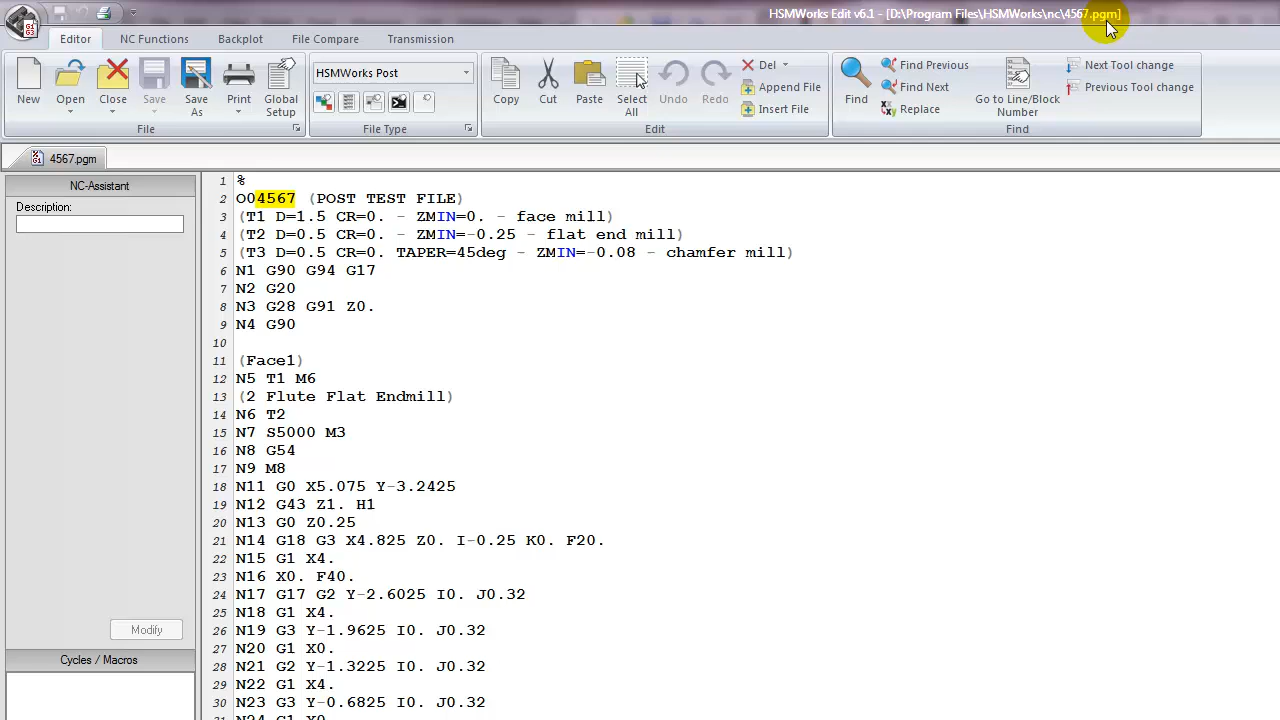 HSMWorks Edit v6.1 - [D:\Program Files\HSMWorks\nc\4567.pgm]
Editor NC Functions Backplot File Compare Transmission
New Open Close Save Save As Print Global Setup
File
HSMWorks Post
File Type
Copy Cut Paste Select All Undo Redo
Del
Append File
Insert File
Edit
Find
Find Previous
Find Next
Replace
Go to Line/Block Number
Next Tool change
Previous Tool change
Find
4567.pgm
NC-Assistant
Description:
Modify
Cycles / Macros
1 %
2 O04567 (POST TEST FILE)
3 (T1 D=1.5 CR=0. - ZMIN=0. - face mill)
4 (T2 D=0.5 CR=0. - ZMIN=-0.25 - flat end mill)
5 (T3 D=0.5 CR=0. TAPER=45deg - ZMIN=-0.08 - chamfer mill)
6 N1 G90 G94 G17
7 N2 G20
8 N3 G28 G91 Z0.
9 N4 G90
10
11 (Face1)
12 N5 T1 M6
13 (2 Flute Flat Endmill)
14 N6 T2
15 N7 S5000 M3
16 N8 G54
17 N9 M8
18 N11 G0 X5.075 Y-3.2425
19 N12 G43 Z1. H1
20 N13 G0 Z0.25
21 N14 G18 G3 X4.825 Z0. I-0.25 K0. F20.
22 N15 G1 X4.
23 N16 X0. F40.
24 N17 G17 G2 Y-2.6025 I0. J0.32
25 N18 G1 X4.
26 N19 G3 Y-1.9625 I0. J0.32
27 N20 G1 X0.
28 N21 G2 Y-1.3225 I0. J0.32
29 N22 G1 X4.
30 N23 G3 Y-0.6825 I0. J0.32
31 N24 G1 X0.